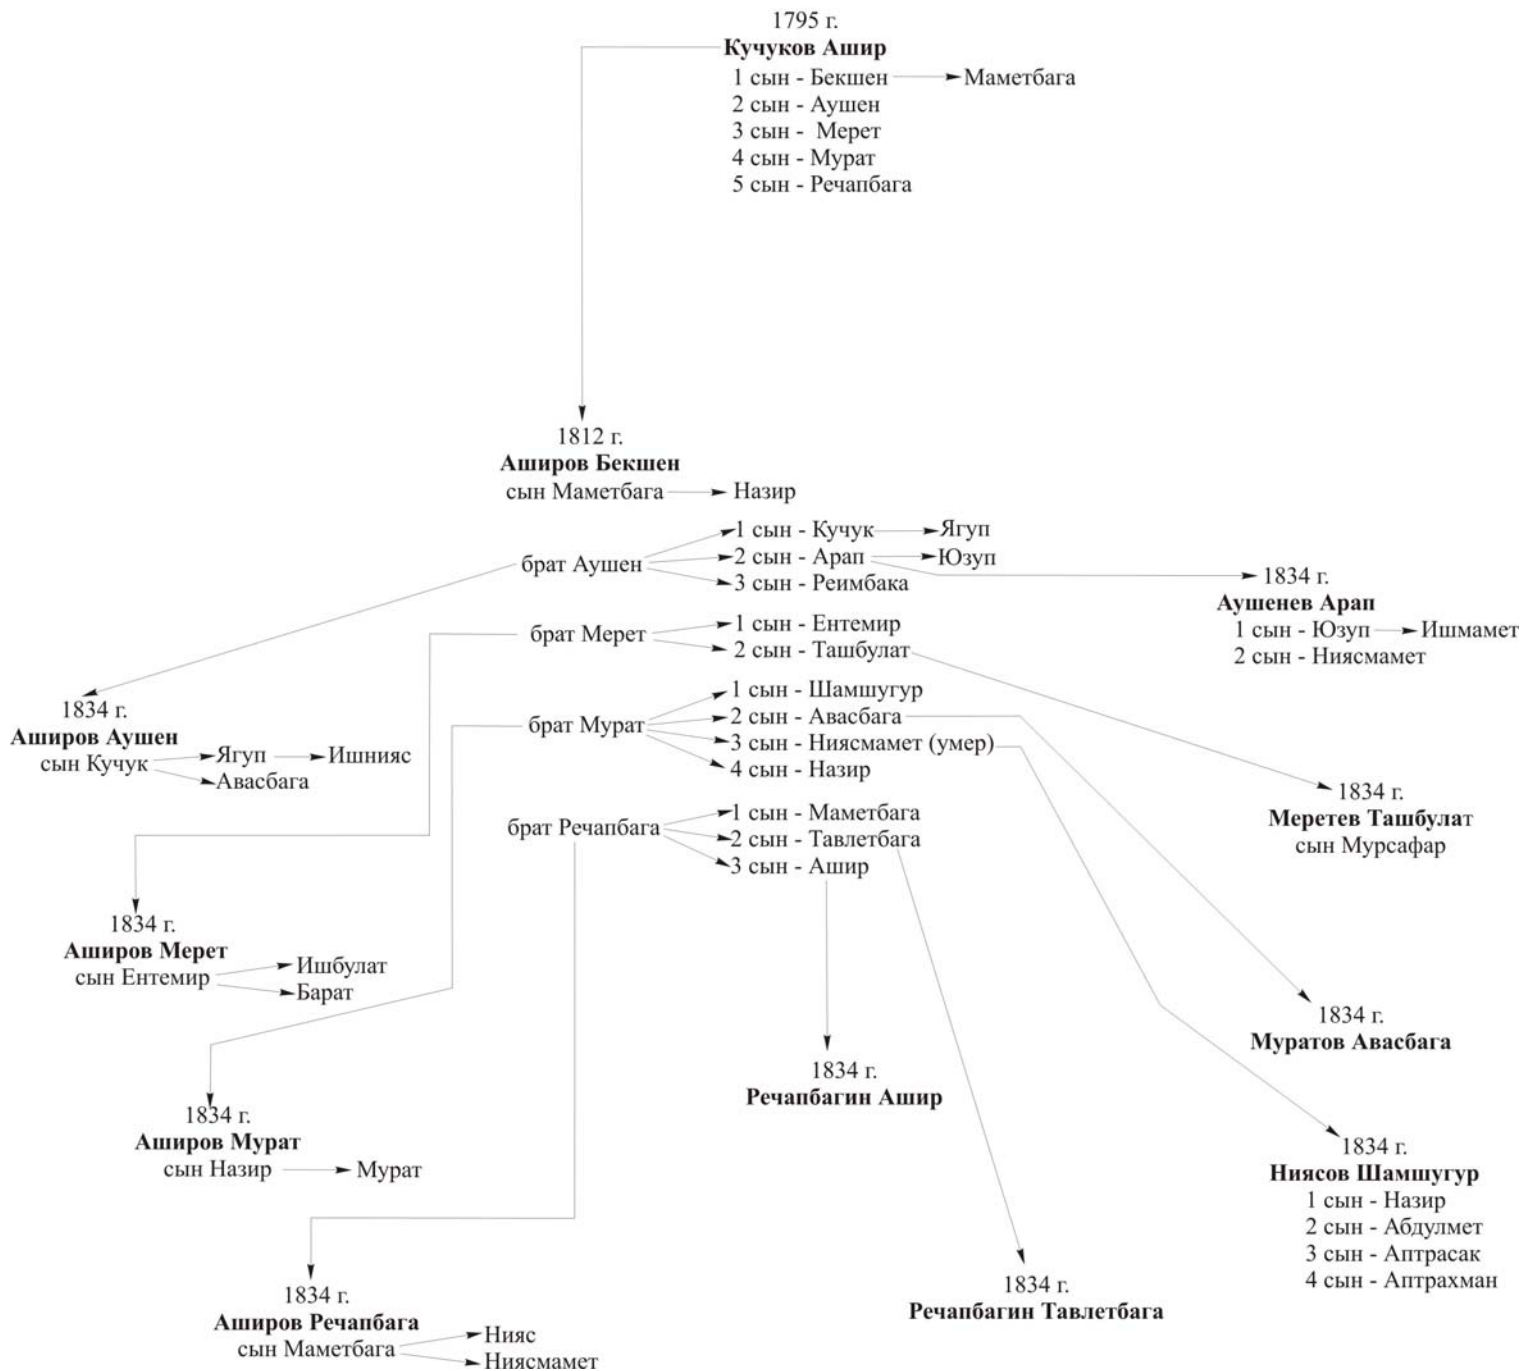 1795 г.
Кучуков Ашир
1 сын - Бекшен Маметбага
2 сын - Аушен
3 сын - Мерет
4 сын - Мурат
5 сын - Речапбага
1812 г.
Аширов Бекшен
сын Маметбага Назир
брат Аушен
1 сын - Кучук Ягуп
2 сын - Арап Юзуп
3 сын - Реимбака
брат Мерет
1 сын - Ентемир
2 сын - Ташбулат
брат Мурат
1 сын - Шамшугур
2 сын - Авасбага
3 сын - Ниясмамет (умер)
4 сын - Назир
брат Речапбага
1 сын - Маметбага
2 сын - Тавлетбага
3 сын - Ашир
1834 г.
Аушенев Арап
1 сын - Юзуп Ишмамет
2 сын - Ниясмамет
1834 г.
Аширов Аушен
сын Кучук
Ягуп Ишнияс
Авасбага
1834 г.
Меретев Ташбулат
сын Мурсафар
1834 г.
Аширов Мерет
сын Ентемир
Ишбулат
Барат
1834 г.
Муратов Авасбага
1834 г.
Речапбагин Ашир
1834 г.
Аширов Мурат
сын Назир Мурат
1834 г.
Ниясов Шамшугур
1 сын - Назир
2 сын - Абдулмет
3 сын - Аптрасак
4 сын - Аптрахман
1834 г.
Речапбагин Тавлетбага
1834 г.
Аширов Речапбага
сын Маметбага
Нияс
Ниясмамет